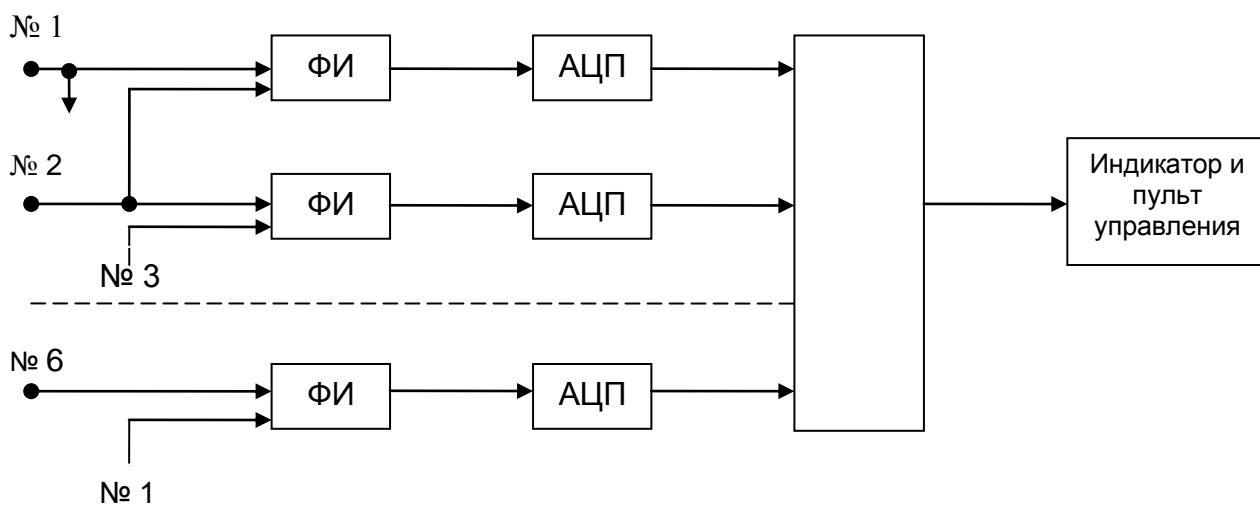 № 1
ФИ
АЦП
№ 2
ФИ
АЦП
Индикатор и
пульт
управления
№ 3
№ 6
ФИ
АЦП
№ 1